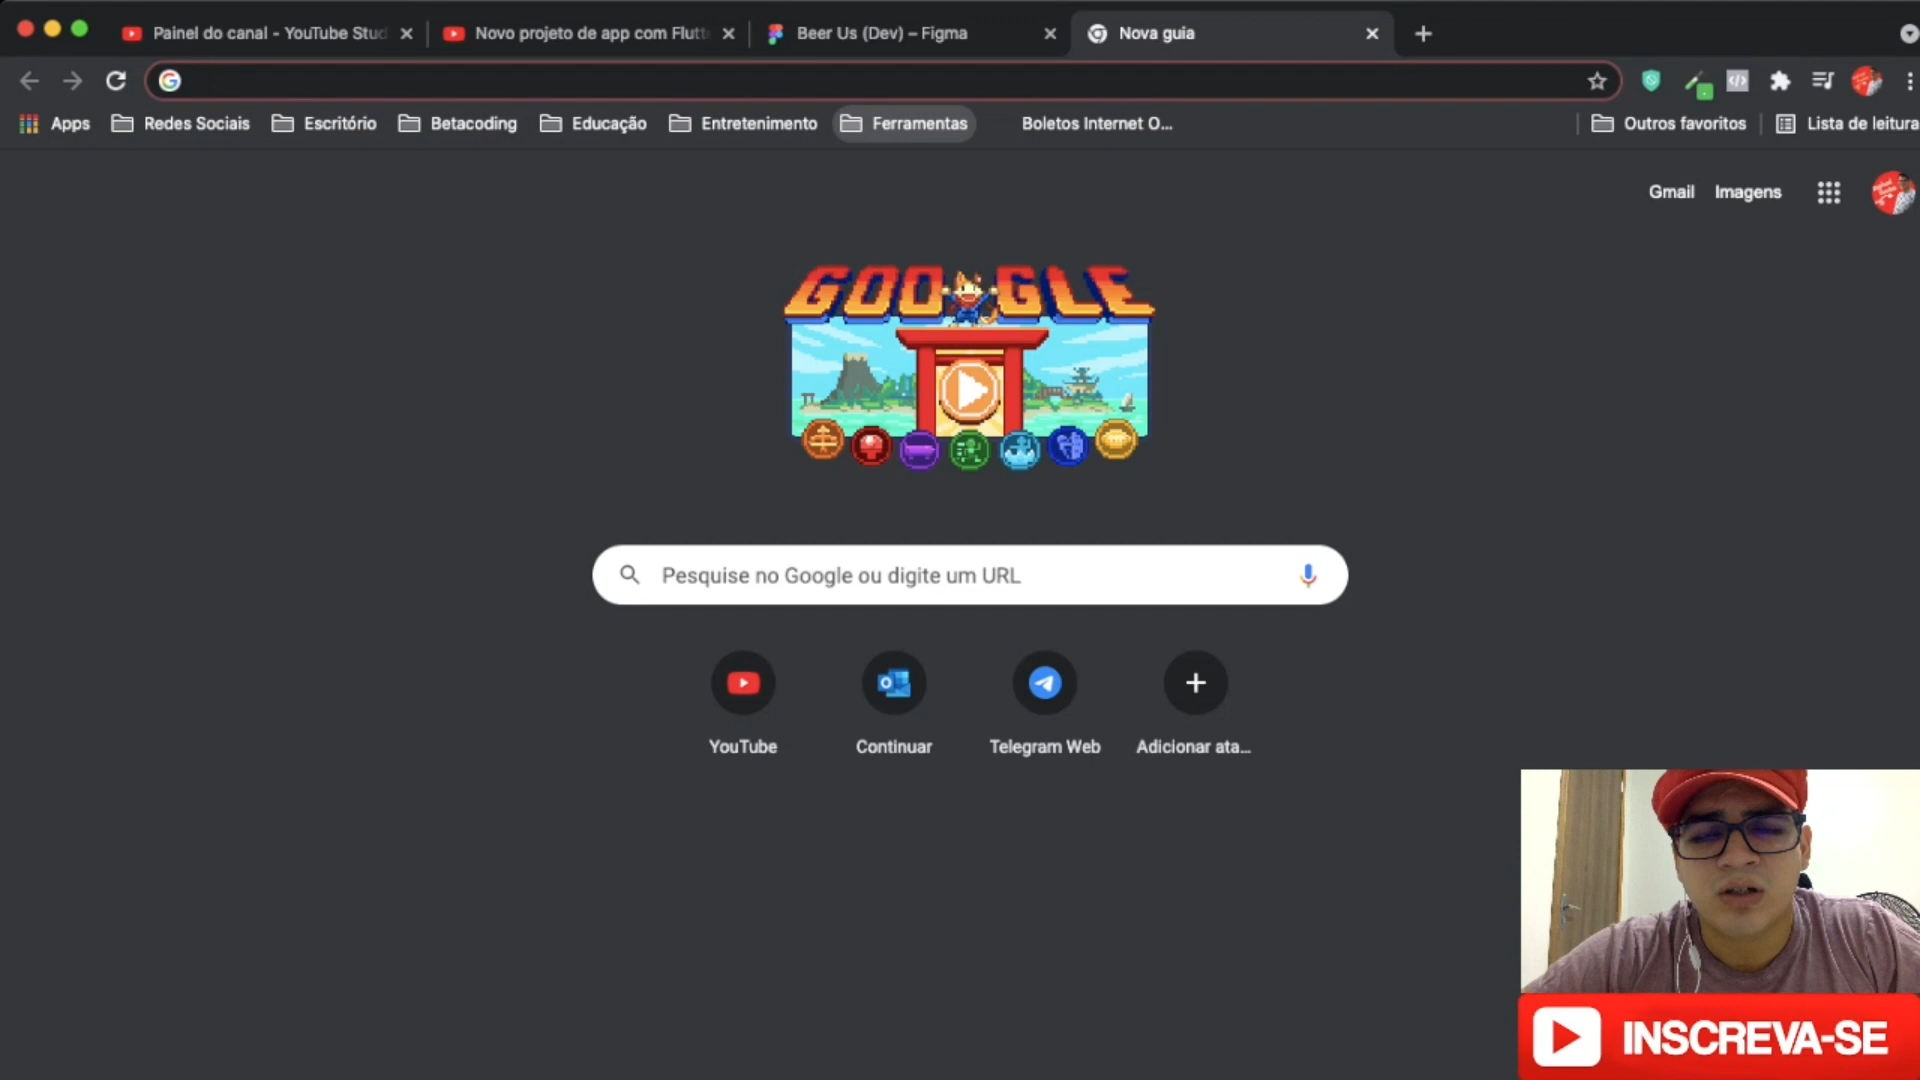 Painel do canal - YouTube Stud
Novo projeto de app com Flutt
Beer Us (Dev) – Figma
Nova guia
Apps
Redes Sociais
Escritório
Betacoding
Educação
Entretenimento
Ferramentas
Boletos Internet O...
Outros favoritos
Lista de leitura
Gmail
Imagens
GOOGLE
Pesquise no Google ou digite um URL
YouTube
Continuar
Telegram Web
Adicionar ata...
INSCREVA-SE